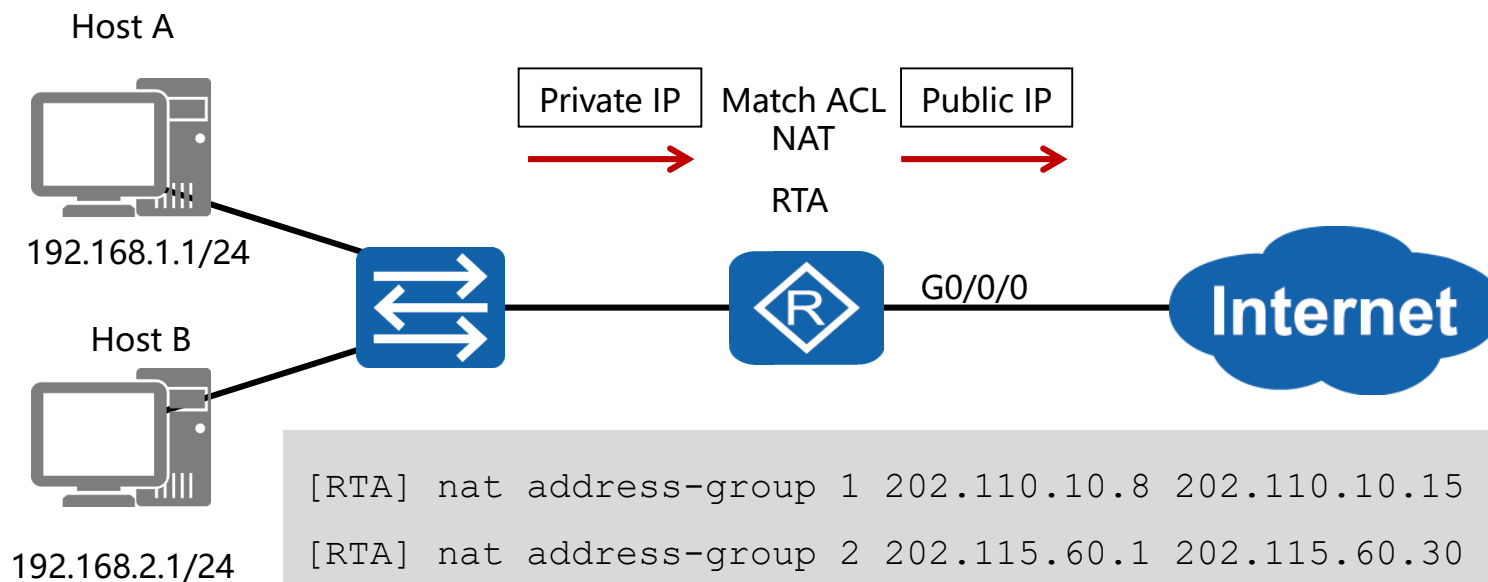 Host A
Private IP
Match ACL
NAT
Public IP
RTA
192.168.1.1/24
R
G0/0/0
Internet
Host B
192.168.2.1/24
[RTA] nat address-group 1 202.110.10.8 202.110.10.15
[RTA] nat address-group 2 202.115.60.1 202.115.60.30